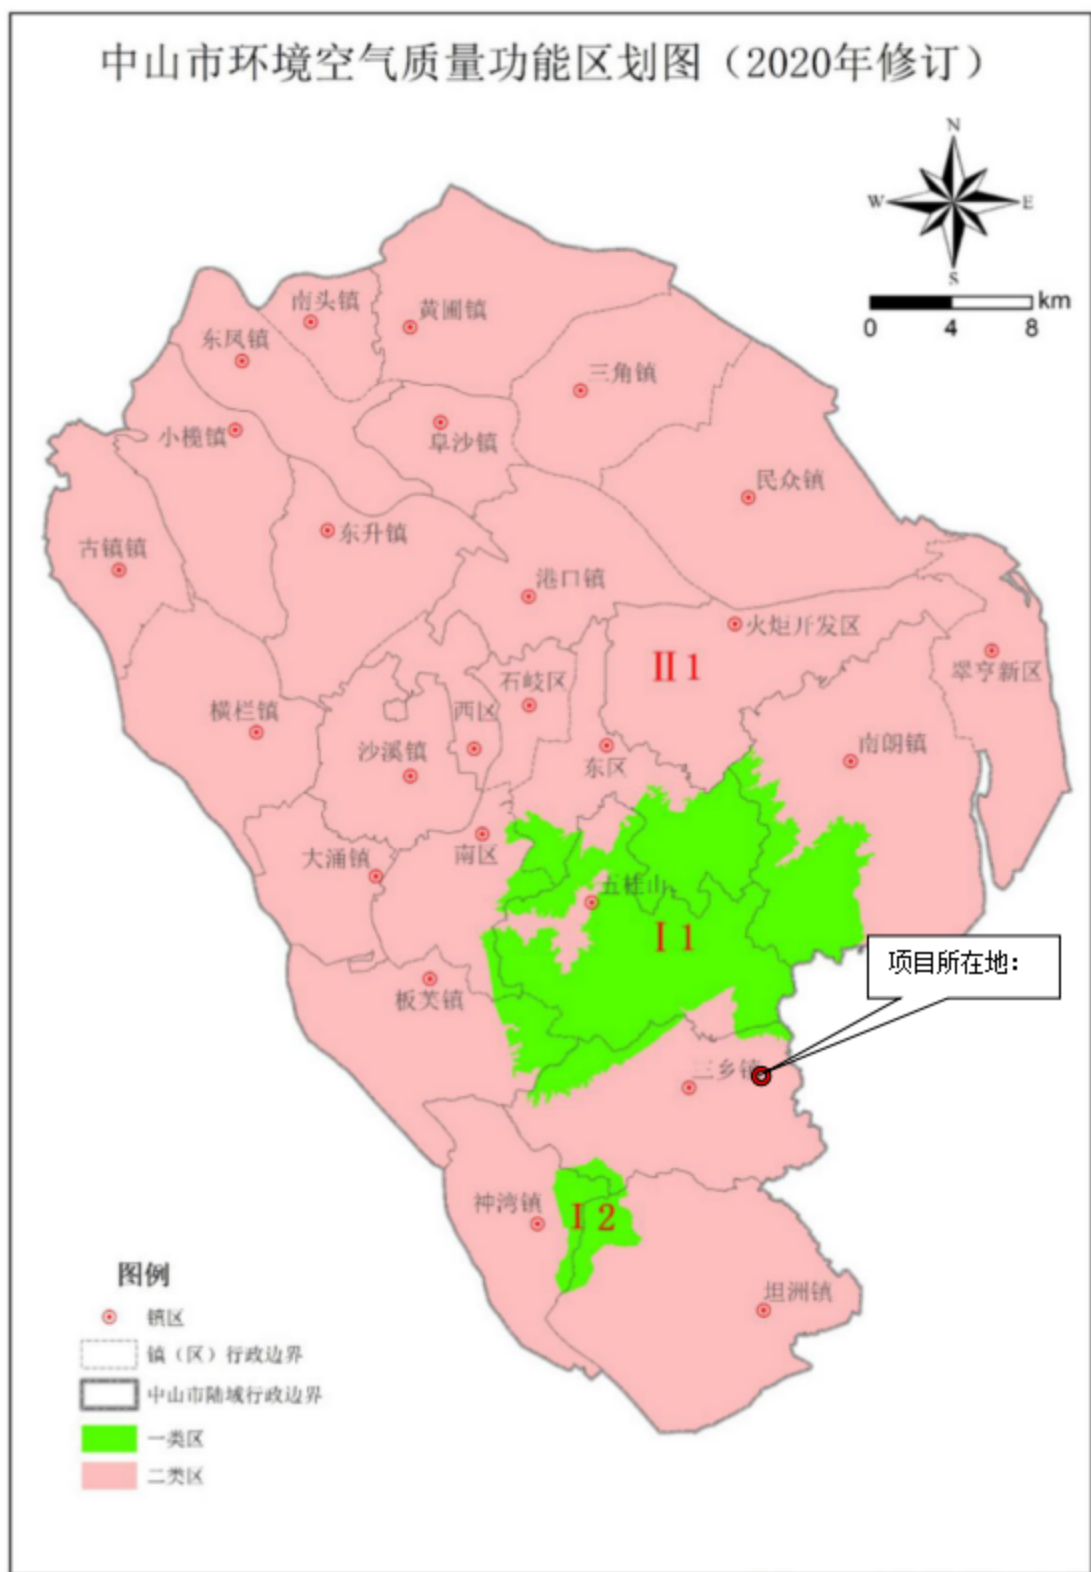 中山市环境空气质量功能区划图（2020年修订）
N
W E
S
km
0 4 8
南头镇
黄圃镇
东凤镇
三角镇
小榄镇
阜沙镇
民众镇
东升镇
古镇镇
港口镇
火炬开发区
翠亨新区
II 1
石岐区
西区
横栏镇
沙溪镇
东区
南朗镇
南区
大涌镇
五桂山
I 1
项目所在地：
板芙镇
三乡镇
神湾镇
I 2
坦洲镇
图例
镇区
镇（区）行政边界
中山市陆域行政边界
一类区
二类区